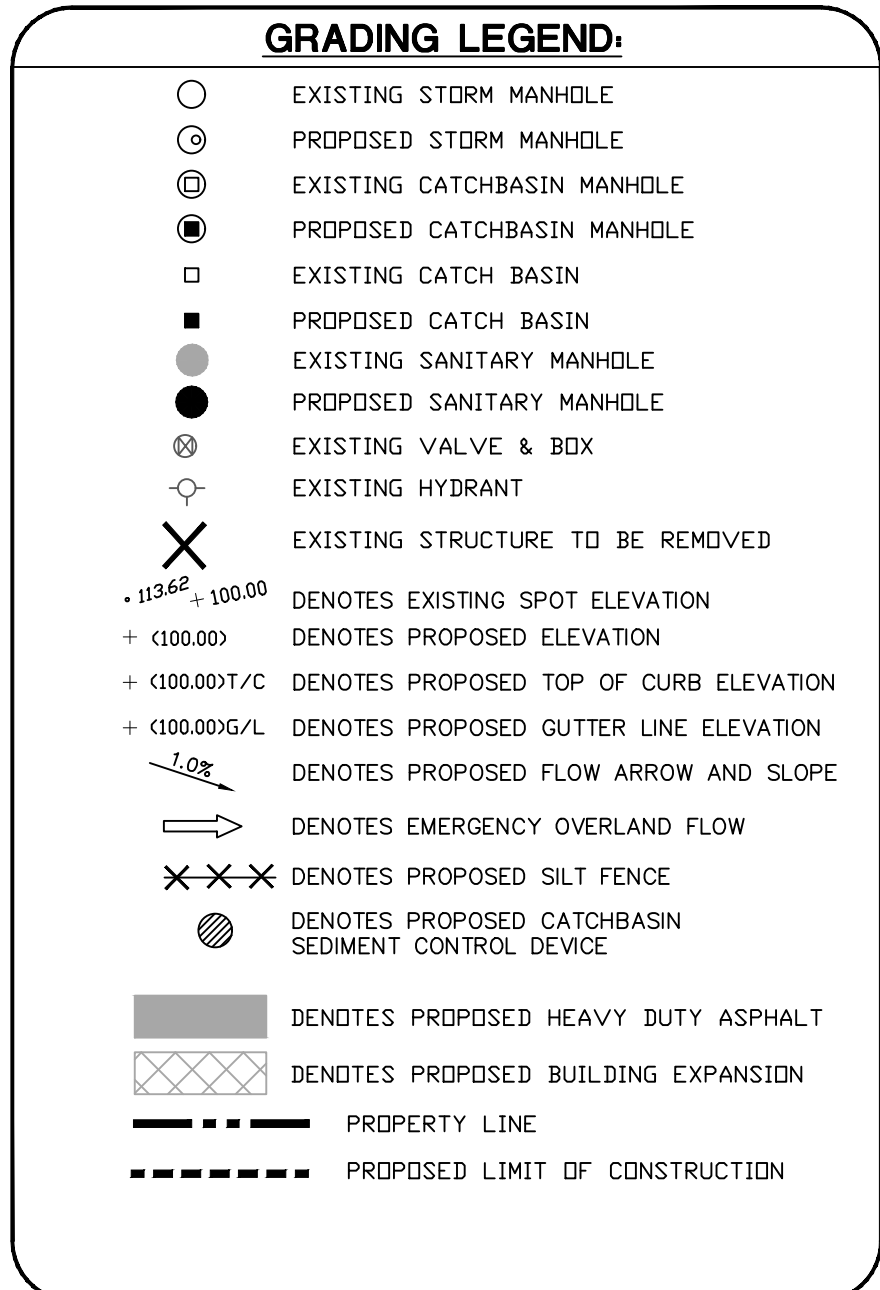 GRADING LEGEND:
EXISTING STORM MANHOLE
PROPOSED STORM MANHOLE
EXISTING CATCHBASIN MANHOLE
PROPOSED CATCHBASIN MANHOLE
EXISTING CATCH BASIN
PROPOSED CATCH BASIN
EXISTING SANITARY MANHOLE
PROPOSED SANITARY MANHOLE
EXISTING VALVE & BOX
EXISTING HYDRANT
EXISTING STRUCTURE TO BE REMOVED
113.62 + 100.00 DENOTES EXISTING SPOT ELEVATION
+ (100.00) DENOTES PROPOSED ELEVATION
+ (100.00)T/C DENOTES PROPOSED TOP OF CURB ELEVATION
+ (100.00)G/L DENOTES PROPOSED GUTTER LINE ELEVATION
1.0% DENOTES PROPOSED FLOW ARROW AND SLOPE
DENOTES EMERGENCY OVERLAND FLOW
DENOTES PROPOSED SILT FENCE
DENOTES PROPOSED CATCHBASIN
SEDIMENT CONTROL DEVICE
DENOTES PROPOSED HEAVY DUTY ASPHALT
DENOTES PROPOSED BUILDING EXPANSION
PROPERTY LINE
PROPOSED LIMIT OF CONSTRUCTION